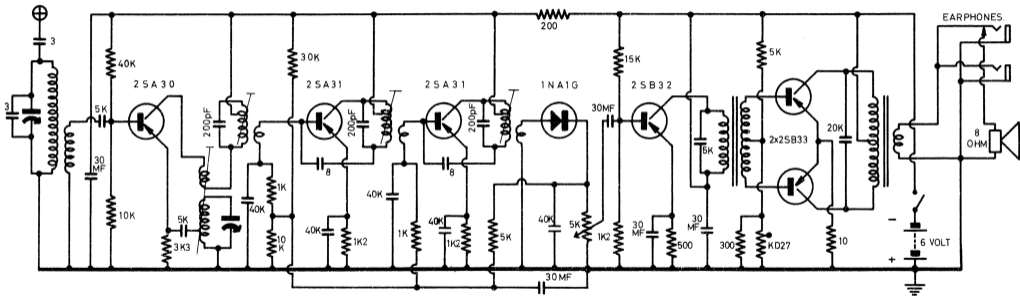 200
EARPHONES.
3
40K
30K
15K
5K
2SA30
2SA31
2SA31
1NA1G
2SB32
3
5K
200pF
200pF
200pF
30MF
20K
8 OHM
30 MF
8
8
5K
2x2SB33
10K
5K
40K
1K
10 K
40K
40K
1K2
1K
40K
1K2
5K
40K
5K
1K2
30 MF
500
30 MF
300
KD27
10
-
6 VOLT
+
3K3
30MF